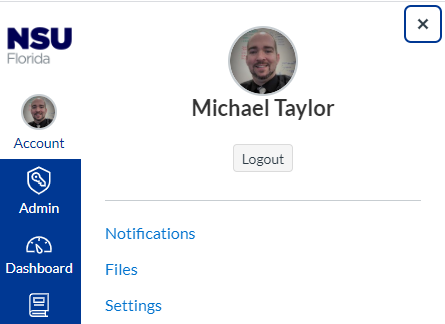 NSU
Florida
Account
Admin
Dashboard
×
Michael Taylor
Logout
Notifications
Files
Settings